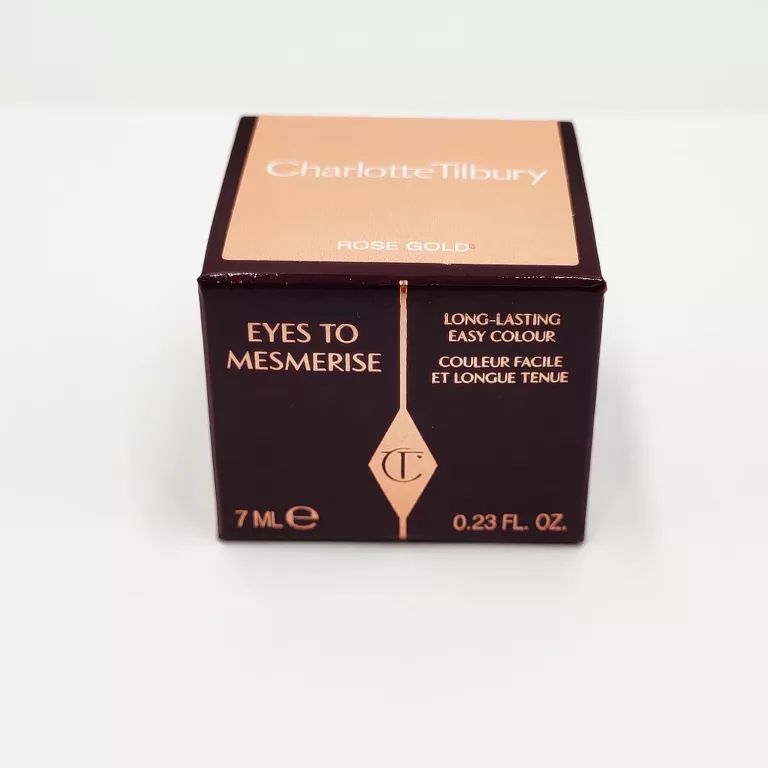 CharlotteTilbury
ROSE GOLD
EYES TO
MESMERISE
LONG-LASTING
EASY COLOUR
COULEUR FACILE
ET LONGUE TENUE
CT
7 ML e
0.23 FL. OZ.